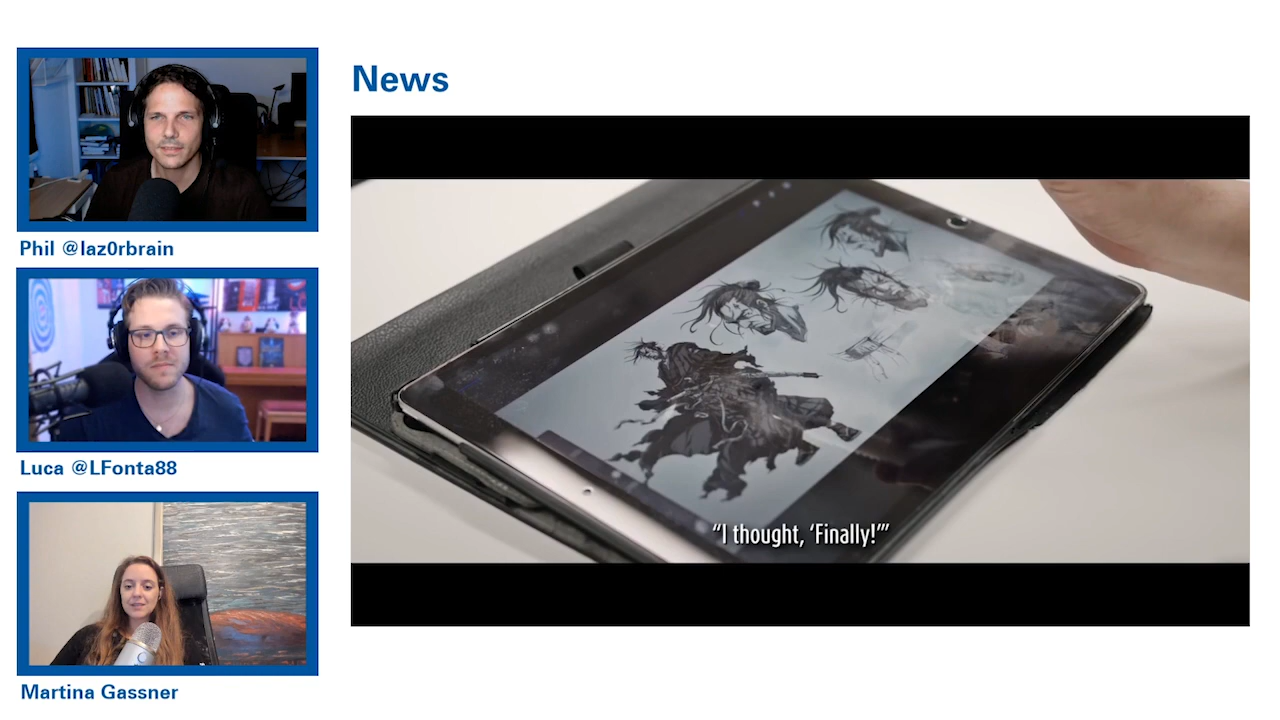 News
Phil @laz0rbrain
Luca @LFonta88
Martina Gassner
“I thought, ‘Finally!’”